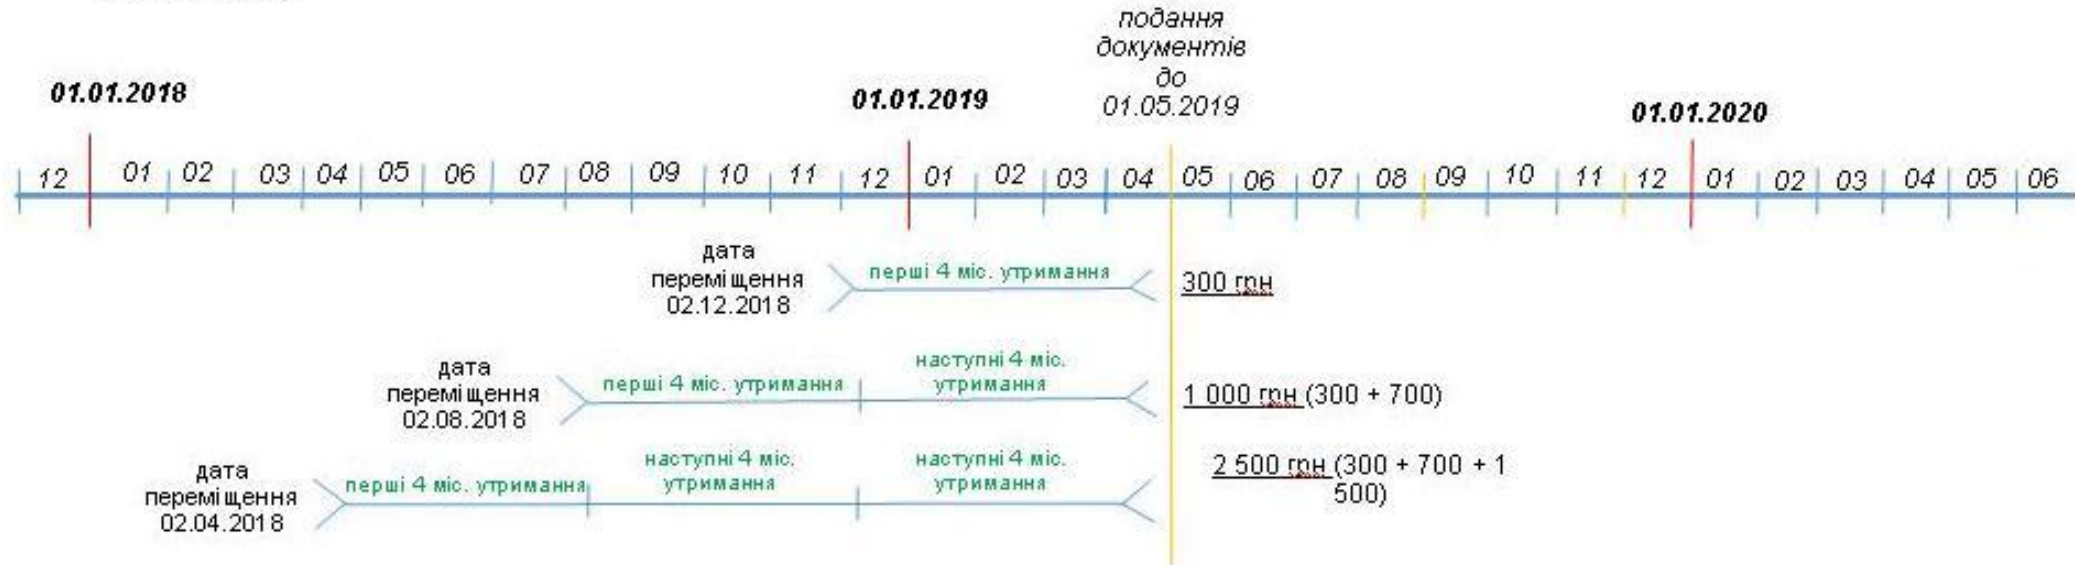 подання
документів
до
01.05.2019
01.01.2018
01.01.2019
01.01.2020
12 01 02 03 04 05 06 07 08 09 10 11 12 01 02 03 04 05 06 07 08 09 10 11 12 01 02 03 04 05 06
дата
переміщення
02.12.2018
перші 4 міс. утримання
300 грн
дата
переміщення
02.08.2018
перші 4 міс. утримання
наступні 4 міс.
утримання
1 000 грн (300 + 700)
дата
переміщення
02.04.2018
перші 4 міс. утримання
наступні 4 міс.
утримання
наступні 4 міс.
утримання
2 500 грн (300 + 700 + 1
500)